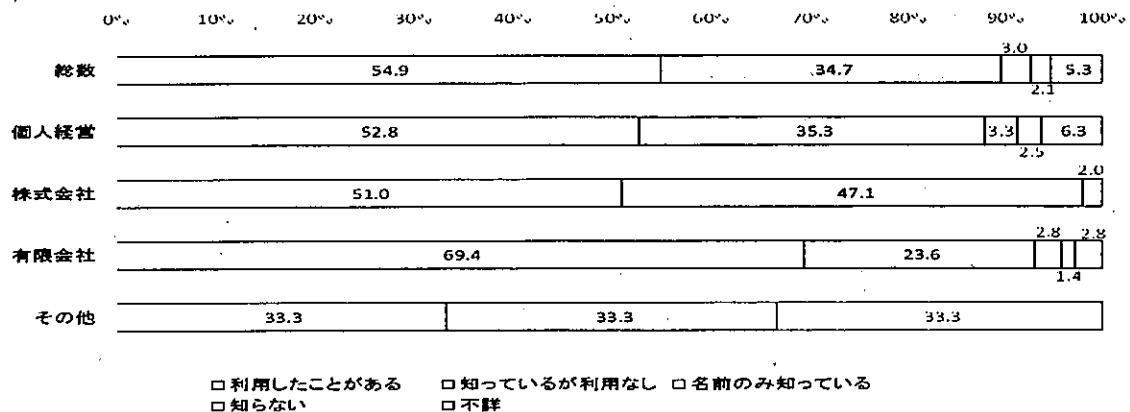 0% 10% 20% 30% 40% 50% 60% 70% 80% 90% 100%
総数 54.9 34.7 3.0 2.1 5.3
個人経営 52.8 35.3 3.3 2.5 6.3
株式会社 51.0 47.1 2.0
有限会社 69.4 23.6 2.8 1.4 2.8
その他 33.3 33.3 33.3
□利用したことがある □知っているが利用なし □名前のみ知っている
□知らない □不詳